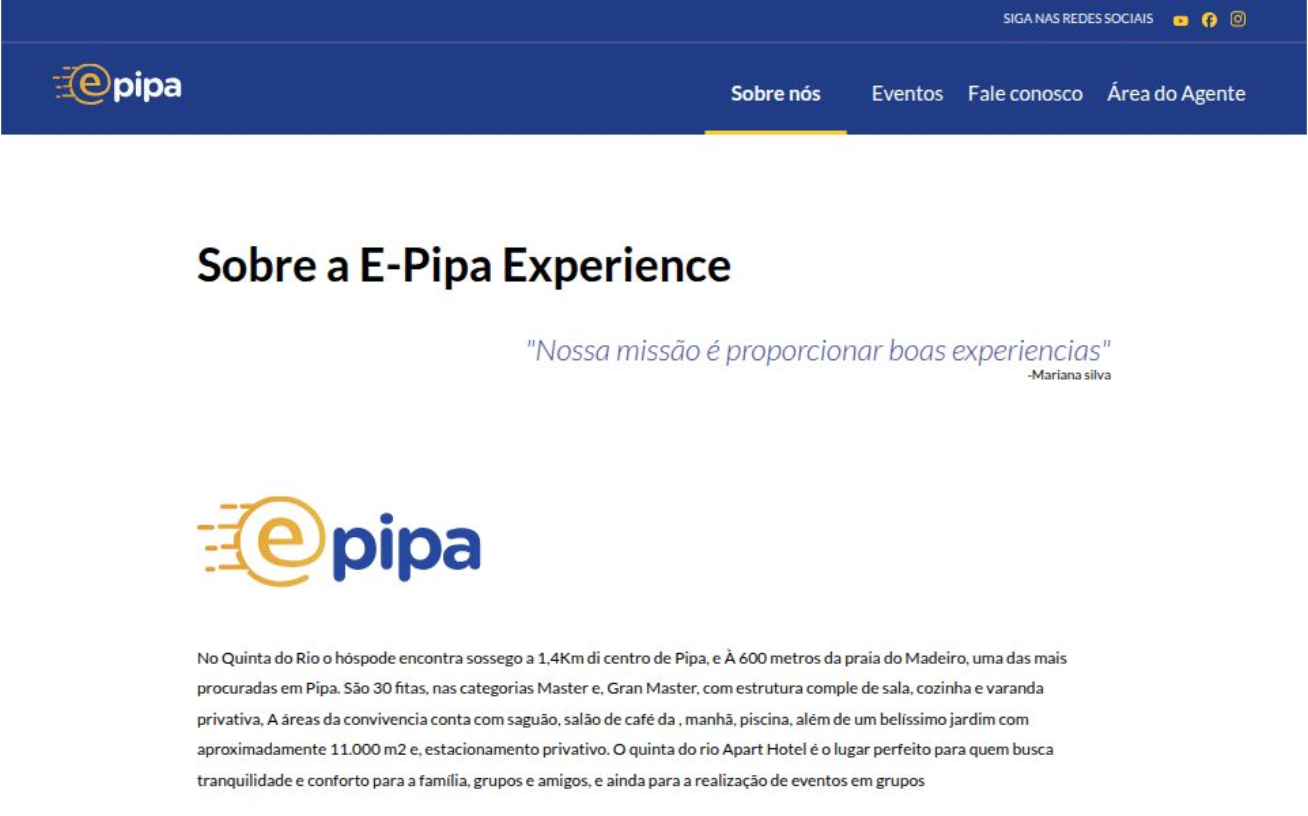 SIGA NAS REDES SOCIAIS
epipa
Sobre nós Eventos Fale conosco Área do Agente
Sobre a E-Pipa Experience
"Nossa missão é proporcionar boas experiencias"
-Mariana silva
epipa
No Quinta do Rio o hóspode encontra sossego a 1,4Km di centro de Pipa, e À 600 metros da praia do Madeiro, uma das mais
procuradas em Pipa. São 30 fitas, nas categorias Master e, Gran Master, com estrutura comple de sala, cozinha e varanda
privativa, A áreas da convivencia conta com saguão, salão de café da , manhã, piscina, além de um belíssimo jardim com
aproximadamente 11.000 m2 e, estacionamento privativo. O quinta do rio Apart Hotel é o lugar perfeito para quem busca
tranquilidade e conforto para a família, grupos e amigos, e ainda para a realização de eventos em grupos